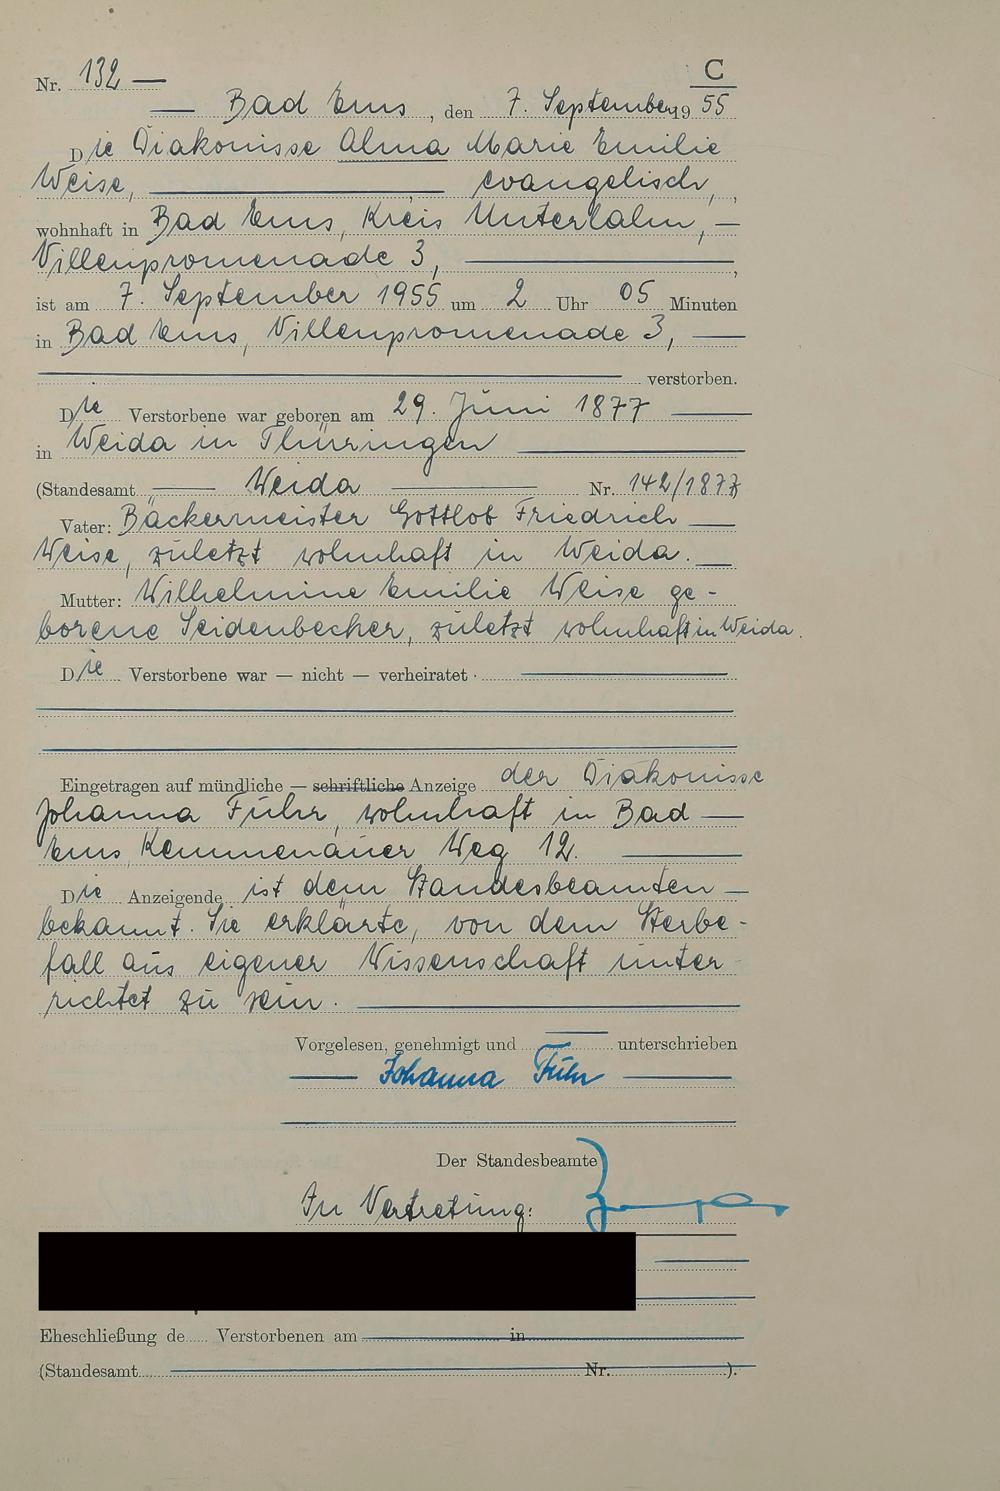 Nr. 132 —
C
— Bad Ems, den 7. September 1955
Die Diakonisse Alma Marie Emilie
Weise, — evangelisch,
wohnhaft in Bad Ems, Kreis Unterlahn, —
Villenpromenade 3, —
ist am 7. September 1955 um 2 Uhr 05 Minuten
in Bad Ems, Villenpromenade 3, —
— verstorben.
Die Verstorbene war geboren am 29. Juni 1877 —
in Weida in Thüringen —
(Standesamt — Weida — Nr. 142/1877
Vater: Bäckermeister Gottlob Friedrich —
Weise, zuletzt wohnhaft in Weida. —
Mutter: Wilhelmine Emilie Weise ge-
borene Seidenbecher, zuletzt wohnhaft in Weida.
Die Verstorbene war — nicht — verheiratet —
Eingetragen auf mündliche — schriftliche Anzeige der Diakonisse
Johanna Fuhr, wohnhaft in Bad —
Ems, Kemmenauer Weg 12. —
Die Anzeigende ist dem Standesbeamten —
bekannt. Sie erklärte, von dem Sterbe-
fall aus eigener Wissenschaft unter-
richtet zu sein. —
Vorgelesen, genehmigt und — unterschrieben
— Johanna Fuhr —
Der Standesbeamte
In Vertretung:
Eheschließung de Verstorbenen am — in —
(Standesamt — Nr. — ).